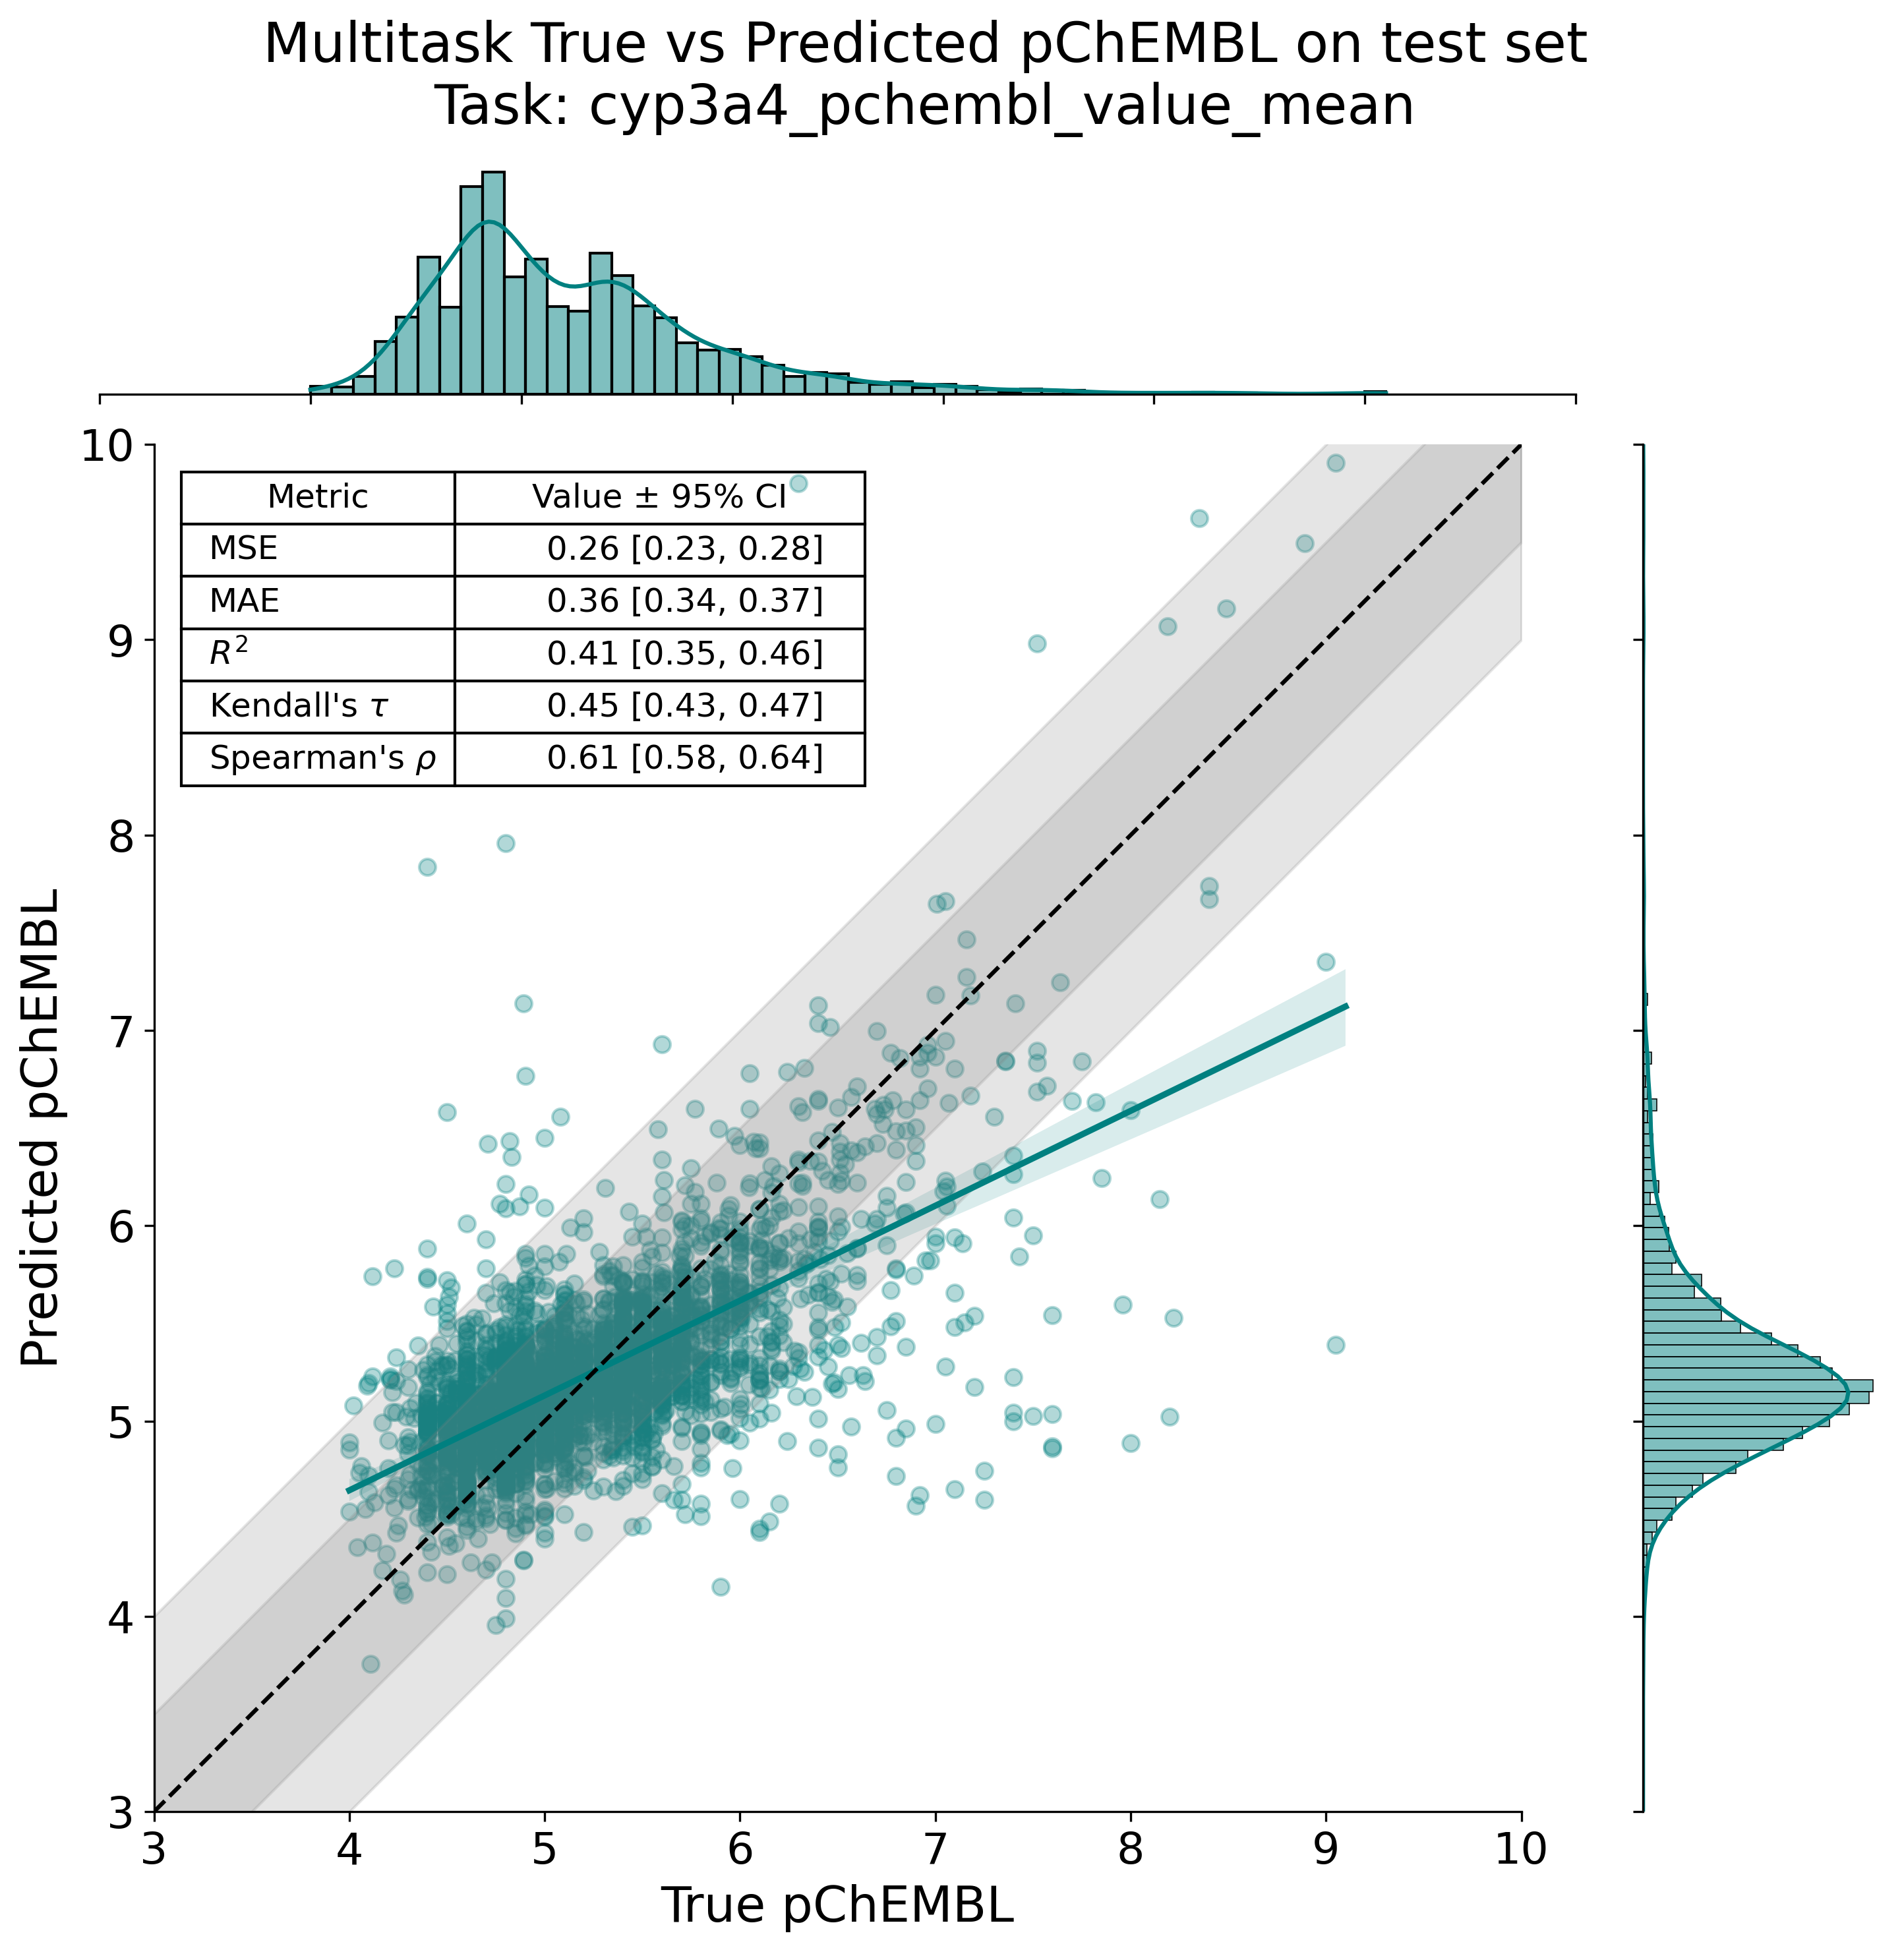 Multitask True vs Predicted pChEMBL on test set
Task: cyp3a4_pchembl_value_mean
Metric Value ± 95% CI
MSE 0.26 [0.23, 0.28]
MAE 0.36 [0.34, 0.37]
R² 0.41 [0.35, 0.46]
Kendall's τ 0.45 [0.43, 0.47]
Spearman's ρ 0.61 [0.58, 0.64]
10
9
8
7
6
5
4
3
Predicted pChEMBL
3 4 5 6 7 8 9 10
True pChEMBL